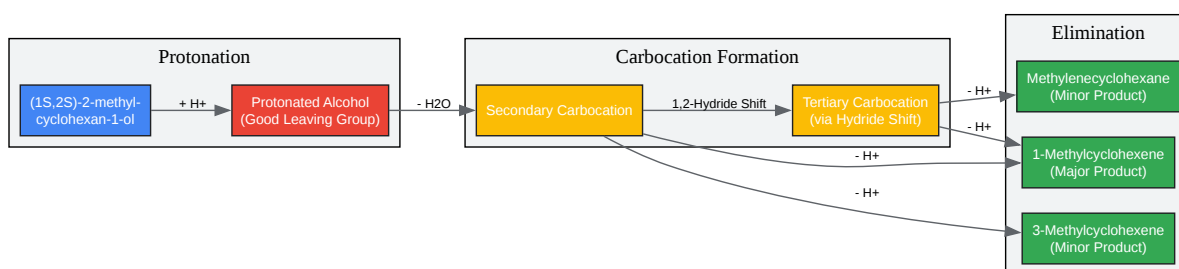 Protonation
(1S,2S)-2-methyl-
cyclohexan-1-ol
+ H+
Protonated Alcohol
(Good Leaving Group)
- H2O
Carbocation Formation
Secondary Carbocation
1,2-Hydride Shift
Tertiary Carbocation
(via Hydride Shift)
- H+
- H+
- H+
- H+
Elimination
Methylenecyclohexane
(Minor Product)
1-Methylcyclohexene
(Major Product)
3-Methylcyclohexene
(Minor Product)